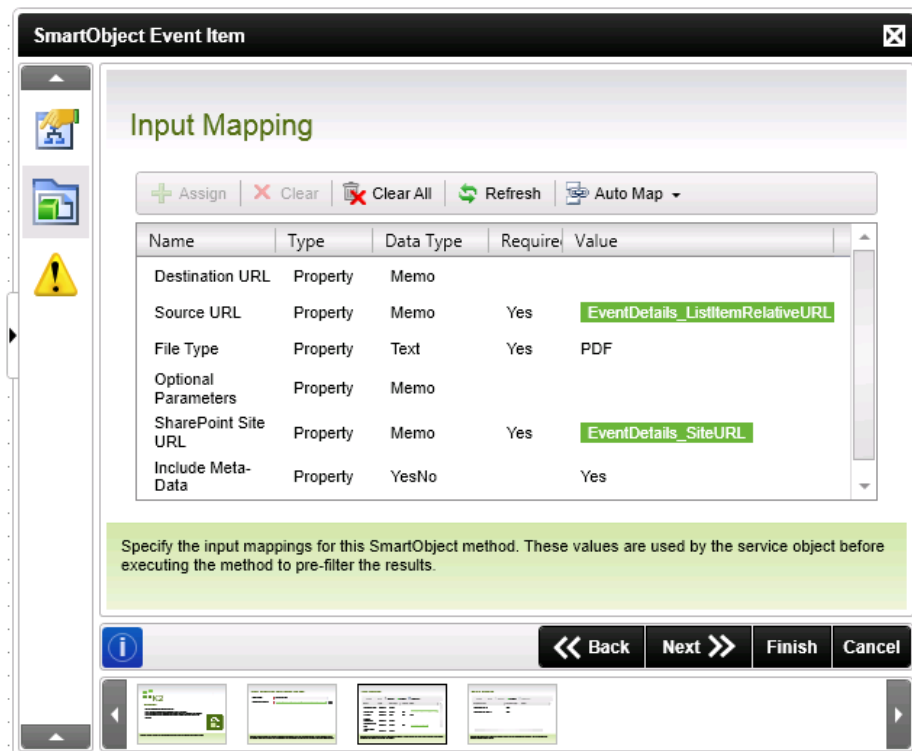 SmartObject Event Item
Input Mapping
Assign Clear Clear All Refresh Auto Map
Name Type Data Type Require Value
Destination URL Property Memo
Source URL Property Memo Yes EventDetails_ListItemRelativeURL
File Type Property Text Yes PDF
Optional
Parameters Property Memo
SharePoint Site
URL Property Memo Yes EventDetails_SiteURL
Include Meta-
Data Property YesNo Yes
Specify the input mappings for this SmartObject method. These values are used by the service object before
executing the method to pre-filter the results.
Back Next Finish Cancel
K2